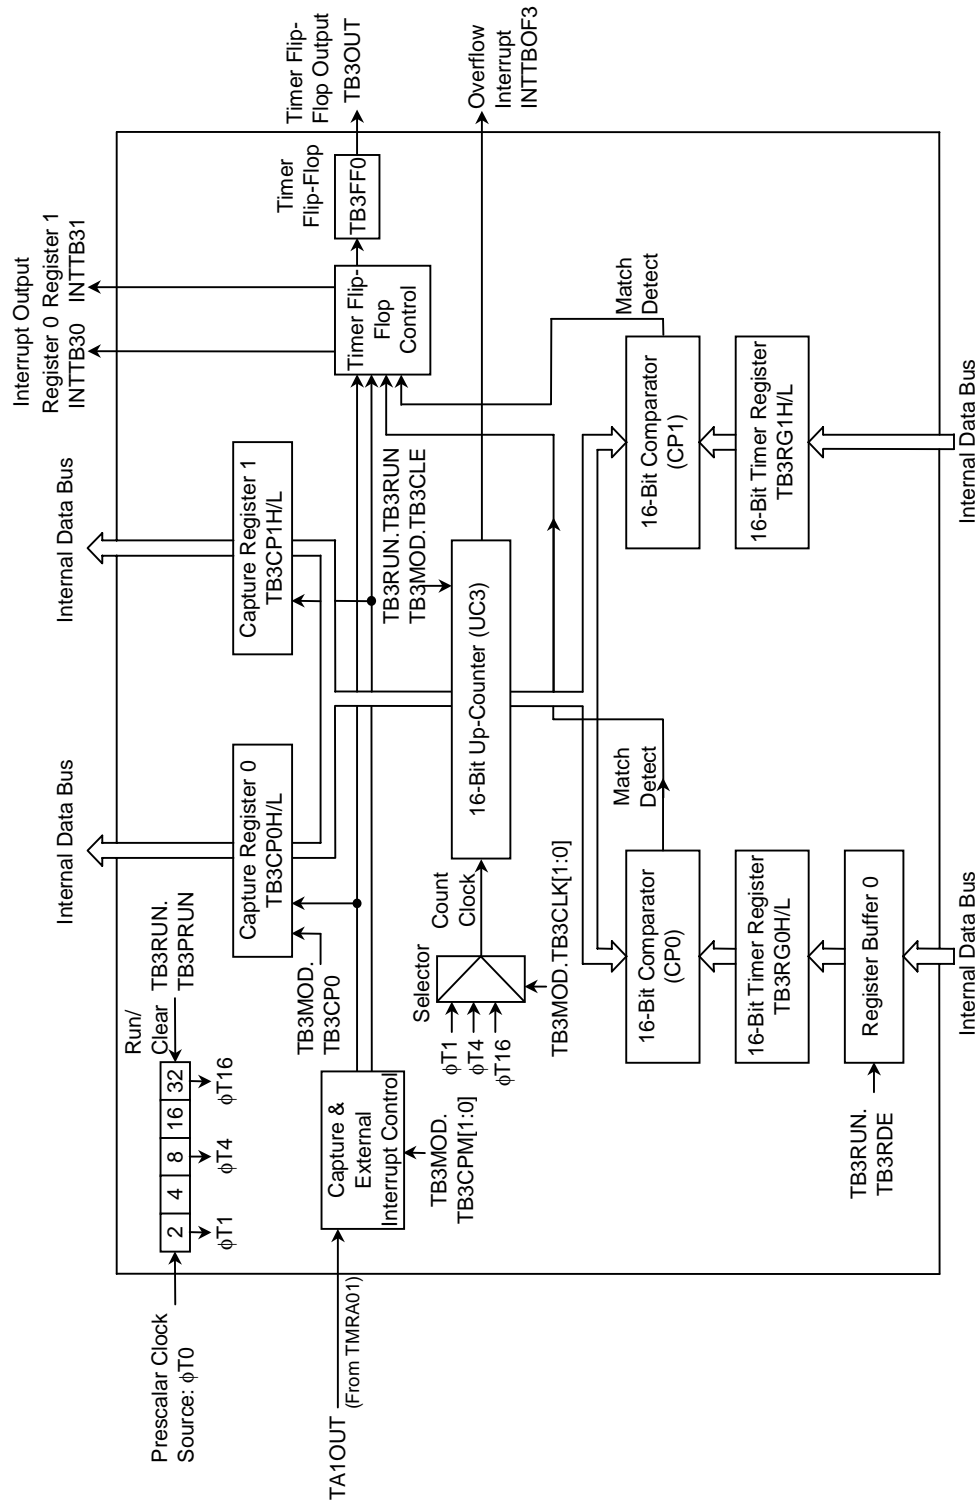 Prescalar Clock
Source: ϕT0
2 4 8 16 32
ϕT1
ϕT4
ϕT16
Run/
Clear
TB3RUN.
TB3PRUN
Internal Data Bus
Internal Data Bus
Interrupt Output
Register 0 Register 1
INTTB30 INTTB31
TA1OUT
(From TMRA01)
Capture &
External
Interrupt Control
TB3MOD.
TB3CPM[1:0]
TB3MOD.
TB3CP0
Capture Register 0
TB3CP0H/L
Capture Register 1
TB3CP1H/L
Timer Flip-
Flop
Control
Timer
Flip-Flop
TB3FF0
Timer Flip-
Flop Output
TB3OUT
Selector
ϕT1
ϕT4
ϕT16
TB3MOD.TB3CLK[1:0]
Count
Clock
16-Bit Up-Counter (UC3)
TB3RUN.TB3RUN
TB3MOD.TB3CLE
Overflow
Interrupt
INTTBOF3
Match
Detect
Match
Detect
16-Bit Comparator
(CP0)
16-Bit Comparator
(CP1)
16-Bit Timer Register
TB3RG0H/L
16-Bit Timer Register
TB3RG1H/L
Register Buffer 0
TB3RUN.
TB3RDE
Internal Data Bus
Internal Data Bus